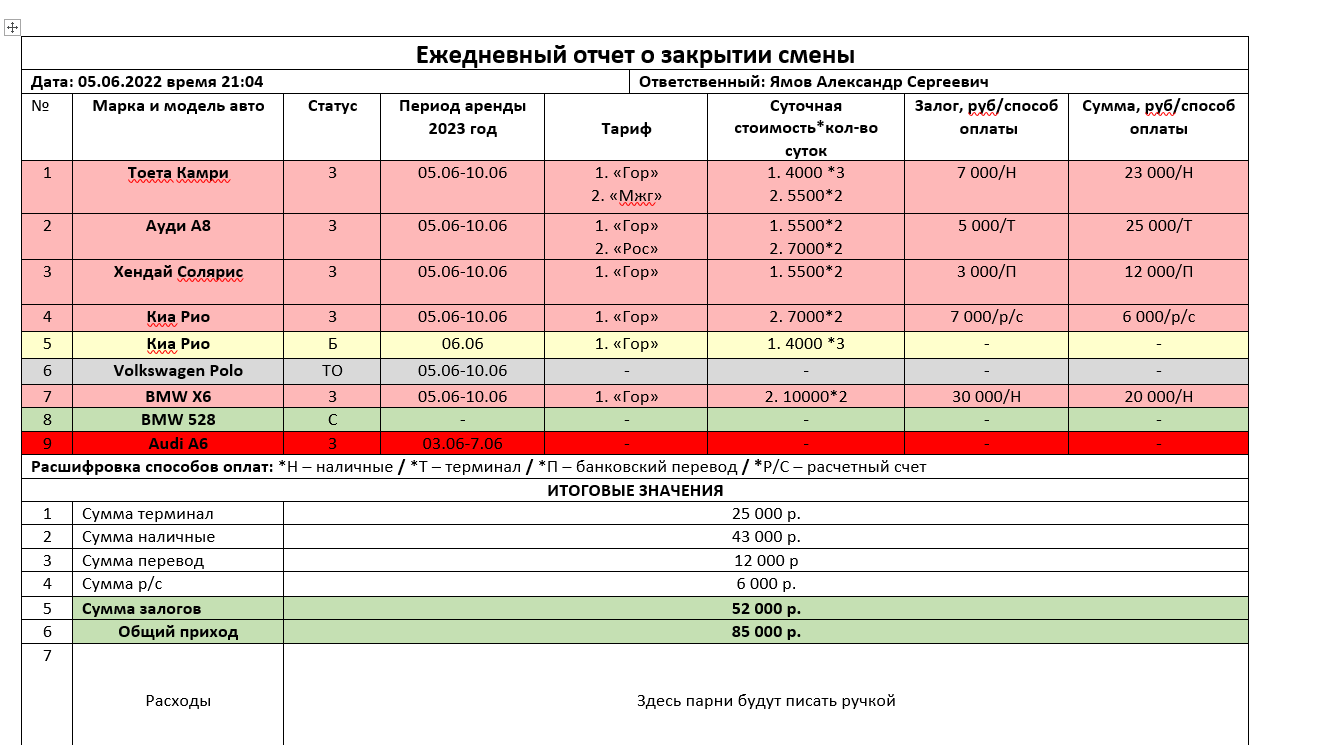 Ежедневный отчет о закрытии смены
Дата: 05.06.2022 время 21:04 Ответственный: Ямов Александр Сергеевич
№ Марка и модель авто Статус Период аренды 2023 год Тариф Суточная стоимость*кол-во суток Залог, руб/способ оплаты Сумма, руб/способ оплаты
1 Тоета Камри З 05.06-10.06 1. «Гор» 1. 4000 *3 7 000/Н 23 000/Н
2. «Мжг» 2. 5500*2
2 Ауди А8 З 05.06-10.06 1. «Гор» 1. 5500*2 5 000/Т 25 000/Т
2. «Рос» 2. 7000*2
3 Хендай Солярис З 05.06-10.06 1. «Гор» 1. 5500*2 3 000/П 12 000/П
4 Киа Рио З 05.06-10.06 1. «Гор» 2. 7000*2 7 000/р/с 6 000/р/с
5 Киа Рио Б 06.06 1. «Гор» 1. 4000 *3 - -
6 Volkswagen Polo ТО 05.06-10.06 - - - -
7 BMW X6 З 05.06-10.06 1. «Гор» 2. 10000*2 30 000/Н 20 000/Н
8 BMW 528 С - - - - -
9 Audi A6 З 03.06-7.06 - - - -
Расшифровка способов оплат: *Н – наличные / *Т – терминал / *П – банковский перевод / *Р/С – расчетный счет
ИТОГОВЫЕ ЗНАЧЕНИЯ
1 Сумма терминал 25 000 р.
2 Сумма наличные 43 000 р.
3 Сумма перевод 12 000 р
4 Сумма р/с 6 000 р.
5 Сумма залогов 52 000 р.
6 Общий приход 85 000 р.
7 Расходы Здесь парни будут писать ручкой